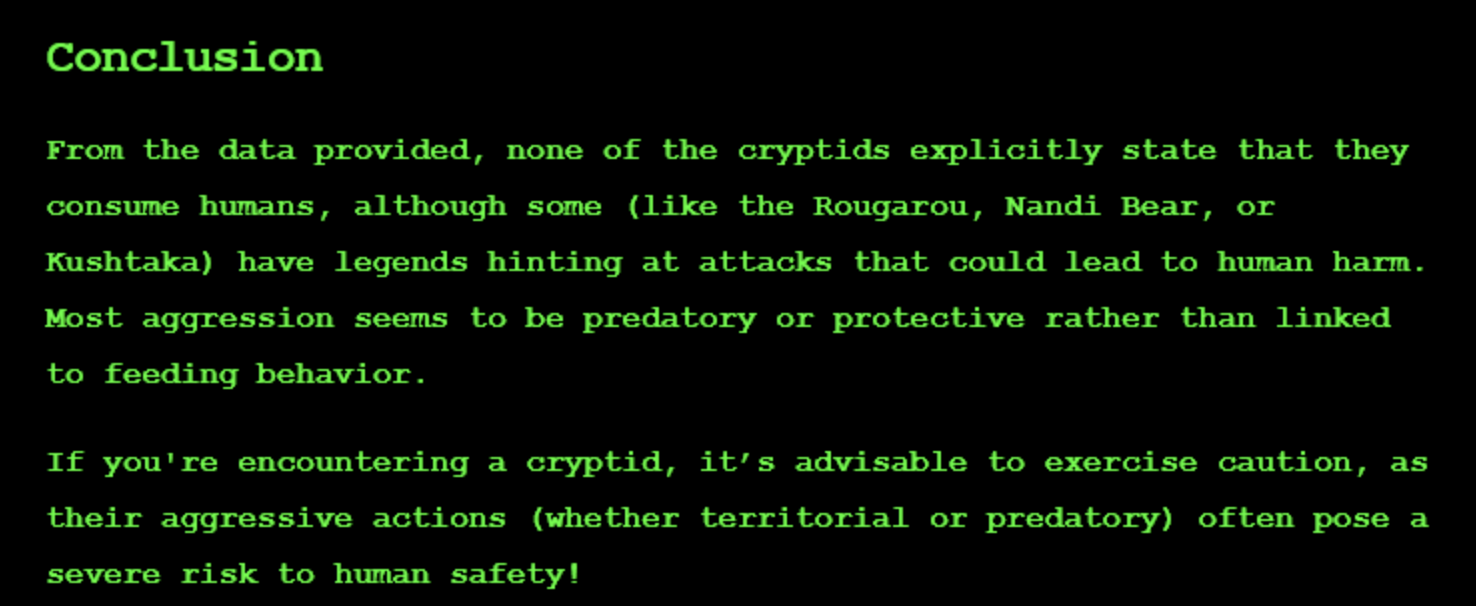 Conclusion
From the data provided, none of the cryptids explicitly state that they
consume humans, although some (like the Rougarou, Nandi Bear, or
Kushtaka) have legends hinting at attacks that could lead to human harm.
Most aggression seems to be predatory or protective rather than linked
to feeding behavior.
If you're encountering a cryptid, it’s advisable to exercise caution, as
their aggressive actions (whether territorial or predatory) often pose a
severe risk to human safety!